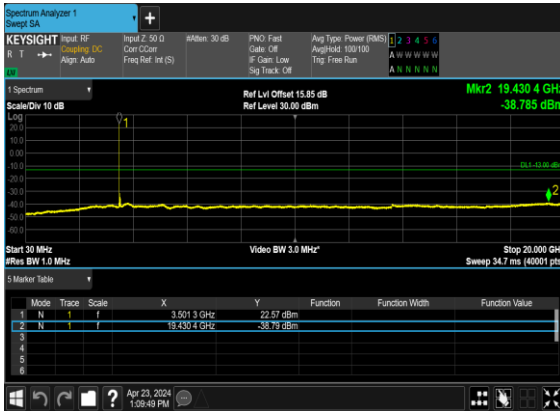 Spectrum Analyzer 1
Swept SA
KEYSIGHT
R T
Input: RF
Coupling: DC
Align: Auto
Input Z: 50 Ω
Corr CCorr
Freq Ref: Int (S)
#Atten: 30 dB
PNO: Fast
Gate: Off
IF Gain: Low
Sig Track: Off
Avg Type: Power (RMS)
Avg|Hold: 100/100
Trig: Free Run
1 2 3 4 5 6
A W W W W W
A N N N N N
1 Spectrum
Scale/Div 10 dB
Ref Lvl Offset 15.85 dB
Ref Level 30.00 dBm
Mkr2 19.430 4 GHz
-38.785 dBm
Log
20.0
10.0
0.00
-10.0
-20.0
-30.0
-40.0
-50.0
-60.0
1
DL1 -13.00 dBm
2
Start 30 MHz
#Res BW 1.0 MHz
Video BW 3.0 MHz*
Stop 20.000 GHz
Sweep 34.7 ms (40001 pts)
5 Marker Table
Mode Trace Scale X Y Function Function Width Function Value
1 N 1 f 3.501 3 GHz 22.57 dBm
2 N 1 f 19.430 4 GHz -38.79 dBm
3
4
5
6
Apr 23, 2024
1:09:49 PM